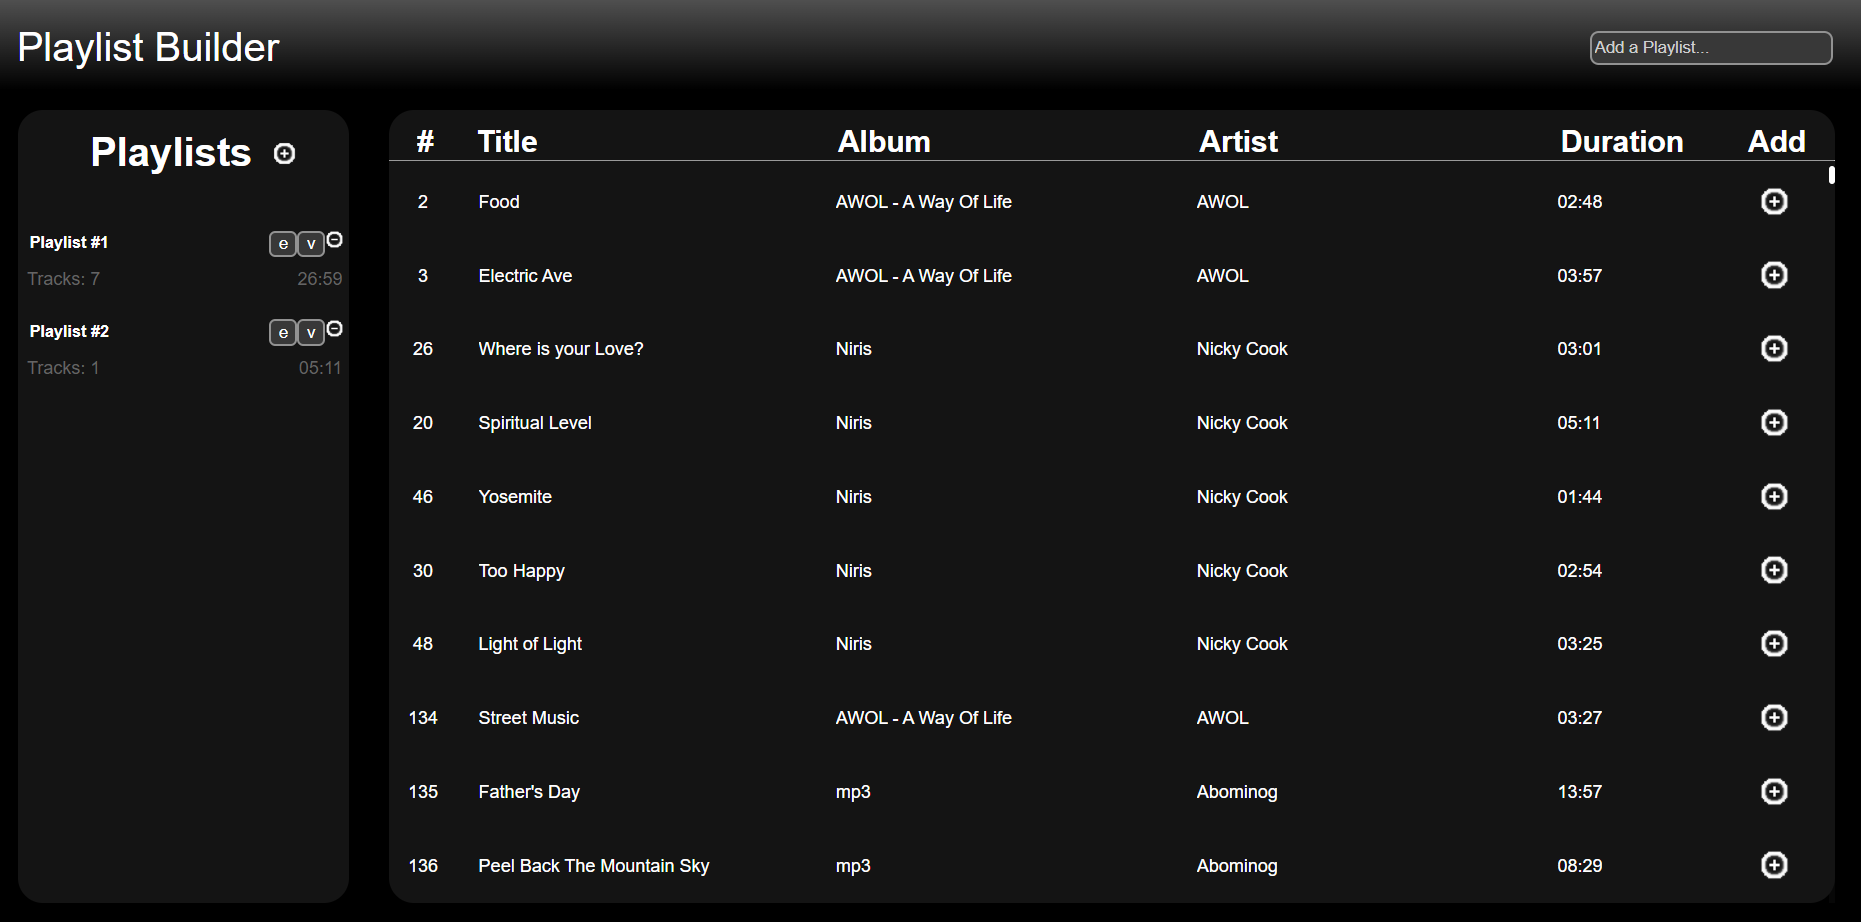 Playlist Builder
Add a Playlist...
Playlists
Playlist #1 e v
Tracks: 7 26:59
Playlist #2 e v
Tracks: 1 05:11
# Title Album Artist Duration Add
2 Food AWOL - A Way Of Life AWOL 02:48
3 Electric Ave AWOL - A Way Of Life AWOL 03:57
26 Where is your Love? Niris Nicky Cook 03:01
20 Spiritual Level Niris Nicky Cook 05:11
46 Yosemite Niris Nicky Cook 01:44
30 Too Happy Niris Nicky Cook 02:54
48 Light of Light Niris Nicky Cook 03:25
134 Street Music AWOL - A Way Of Life AWOL 03:27
135 Father's Day mp3 Abominog 13:57
136 Peel Back The Mountain Sky mp3 Abominog 08:29